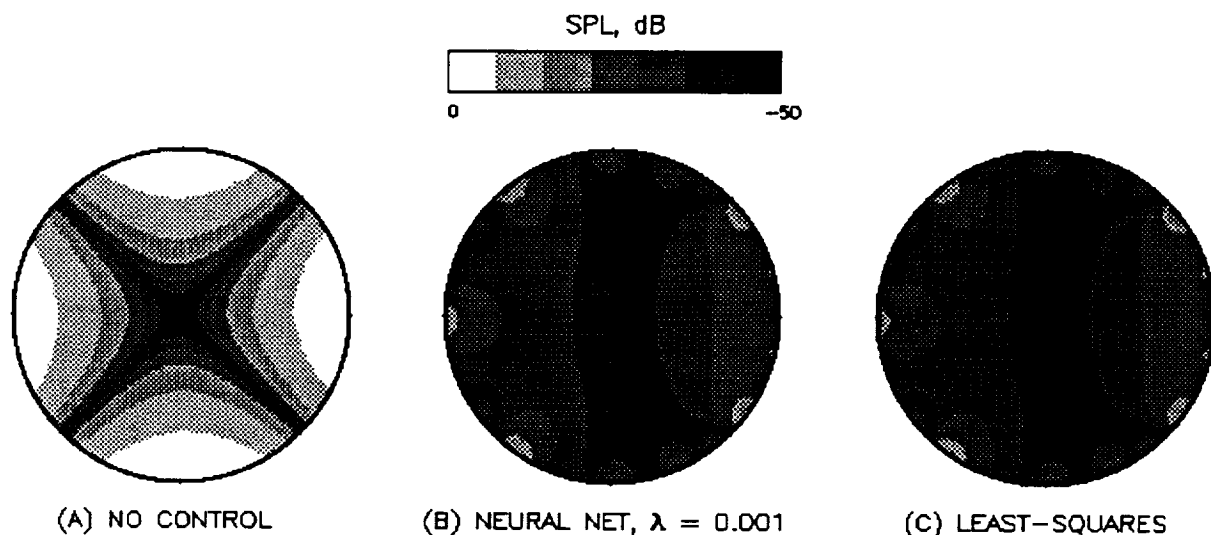 SPL, dB
0 -50
(A) NO CONTROL
(B) NEURAL NET, λ = 0.001
(C) LEAST-SQUARES